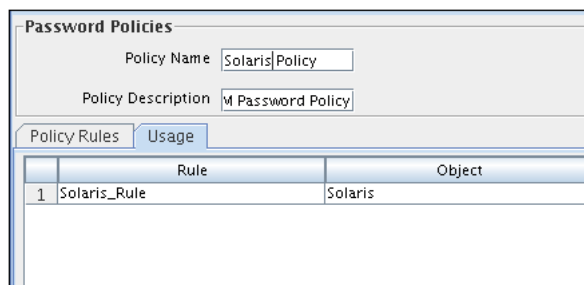 Password Policies
Policy Name Solaris Policy
Policy Description M Password Policy
Policy Rules Usage
Rule Object
1 Solaris_Rule Solaris